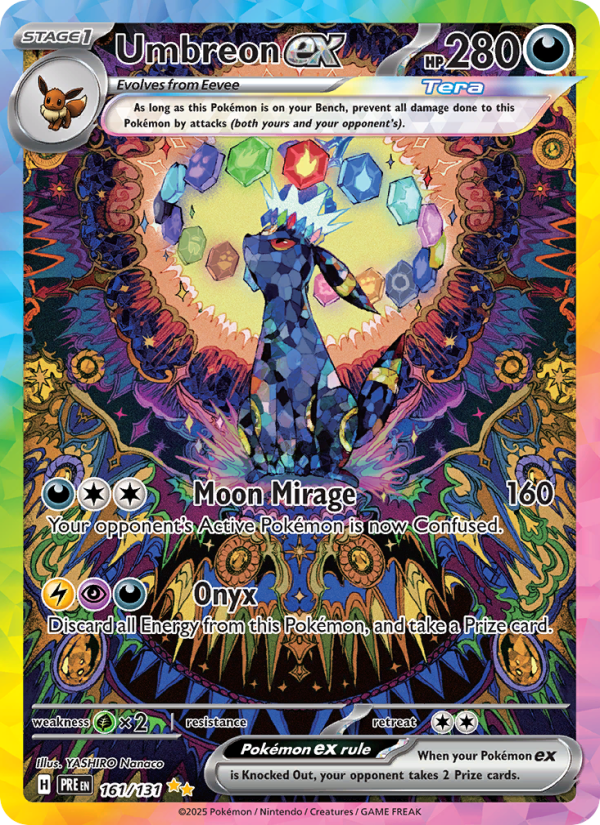 STAGE 1
Umbreon ex
HP 280
Evolves from Eevee
Tera
As long as this Pokémon is on your Bench, prevent all damage done to this
Pokémon by attacks (both yours and your opponent's).
Moon Mirage 160
Your opponent's Active Pokémon is now Confused.
Onyx
Discard all Energy from this Pokémon, and take a Prize card.
weakness ×2 resistance retreat
Pokémon ex rule
When your Pokémon ex
is Knocked Out, your opponent takes 2 Prize cards.
Illus. YASHIRO Nanaco
H PRE EN 161/131
©2025 Pokémon / Nintendo / Creatures / GAME FREAK